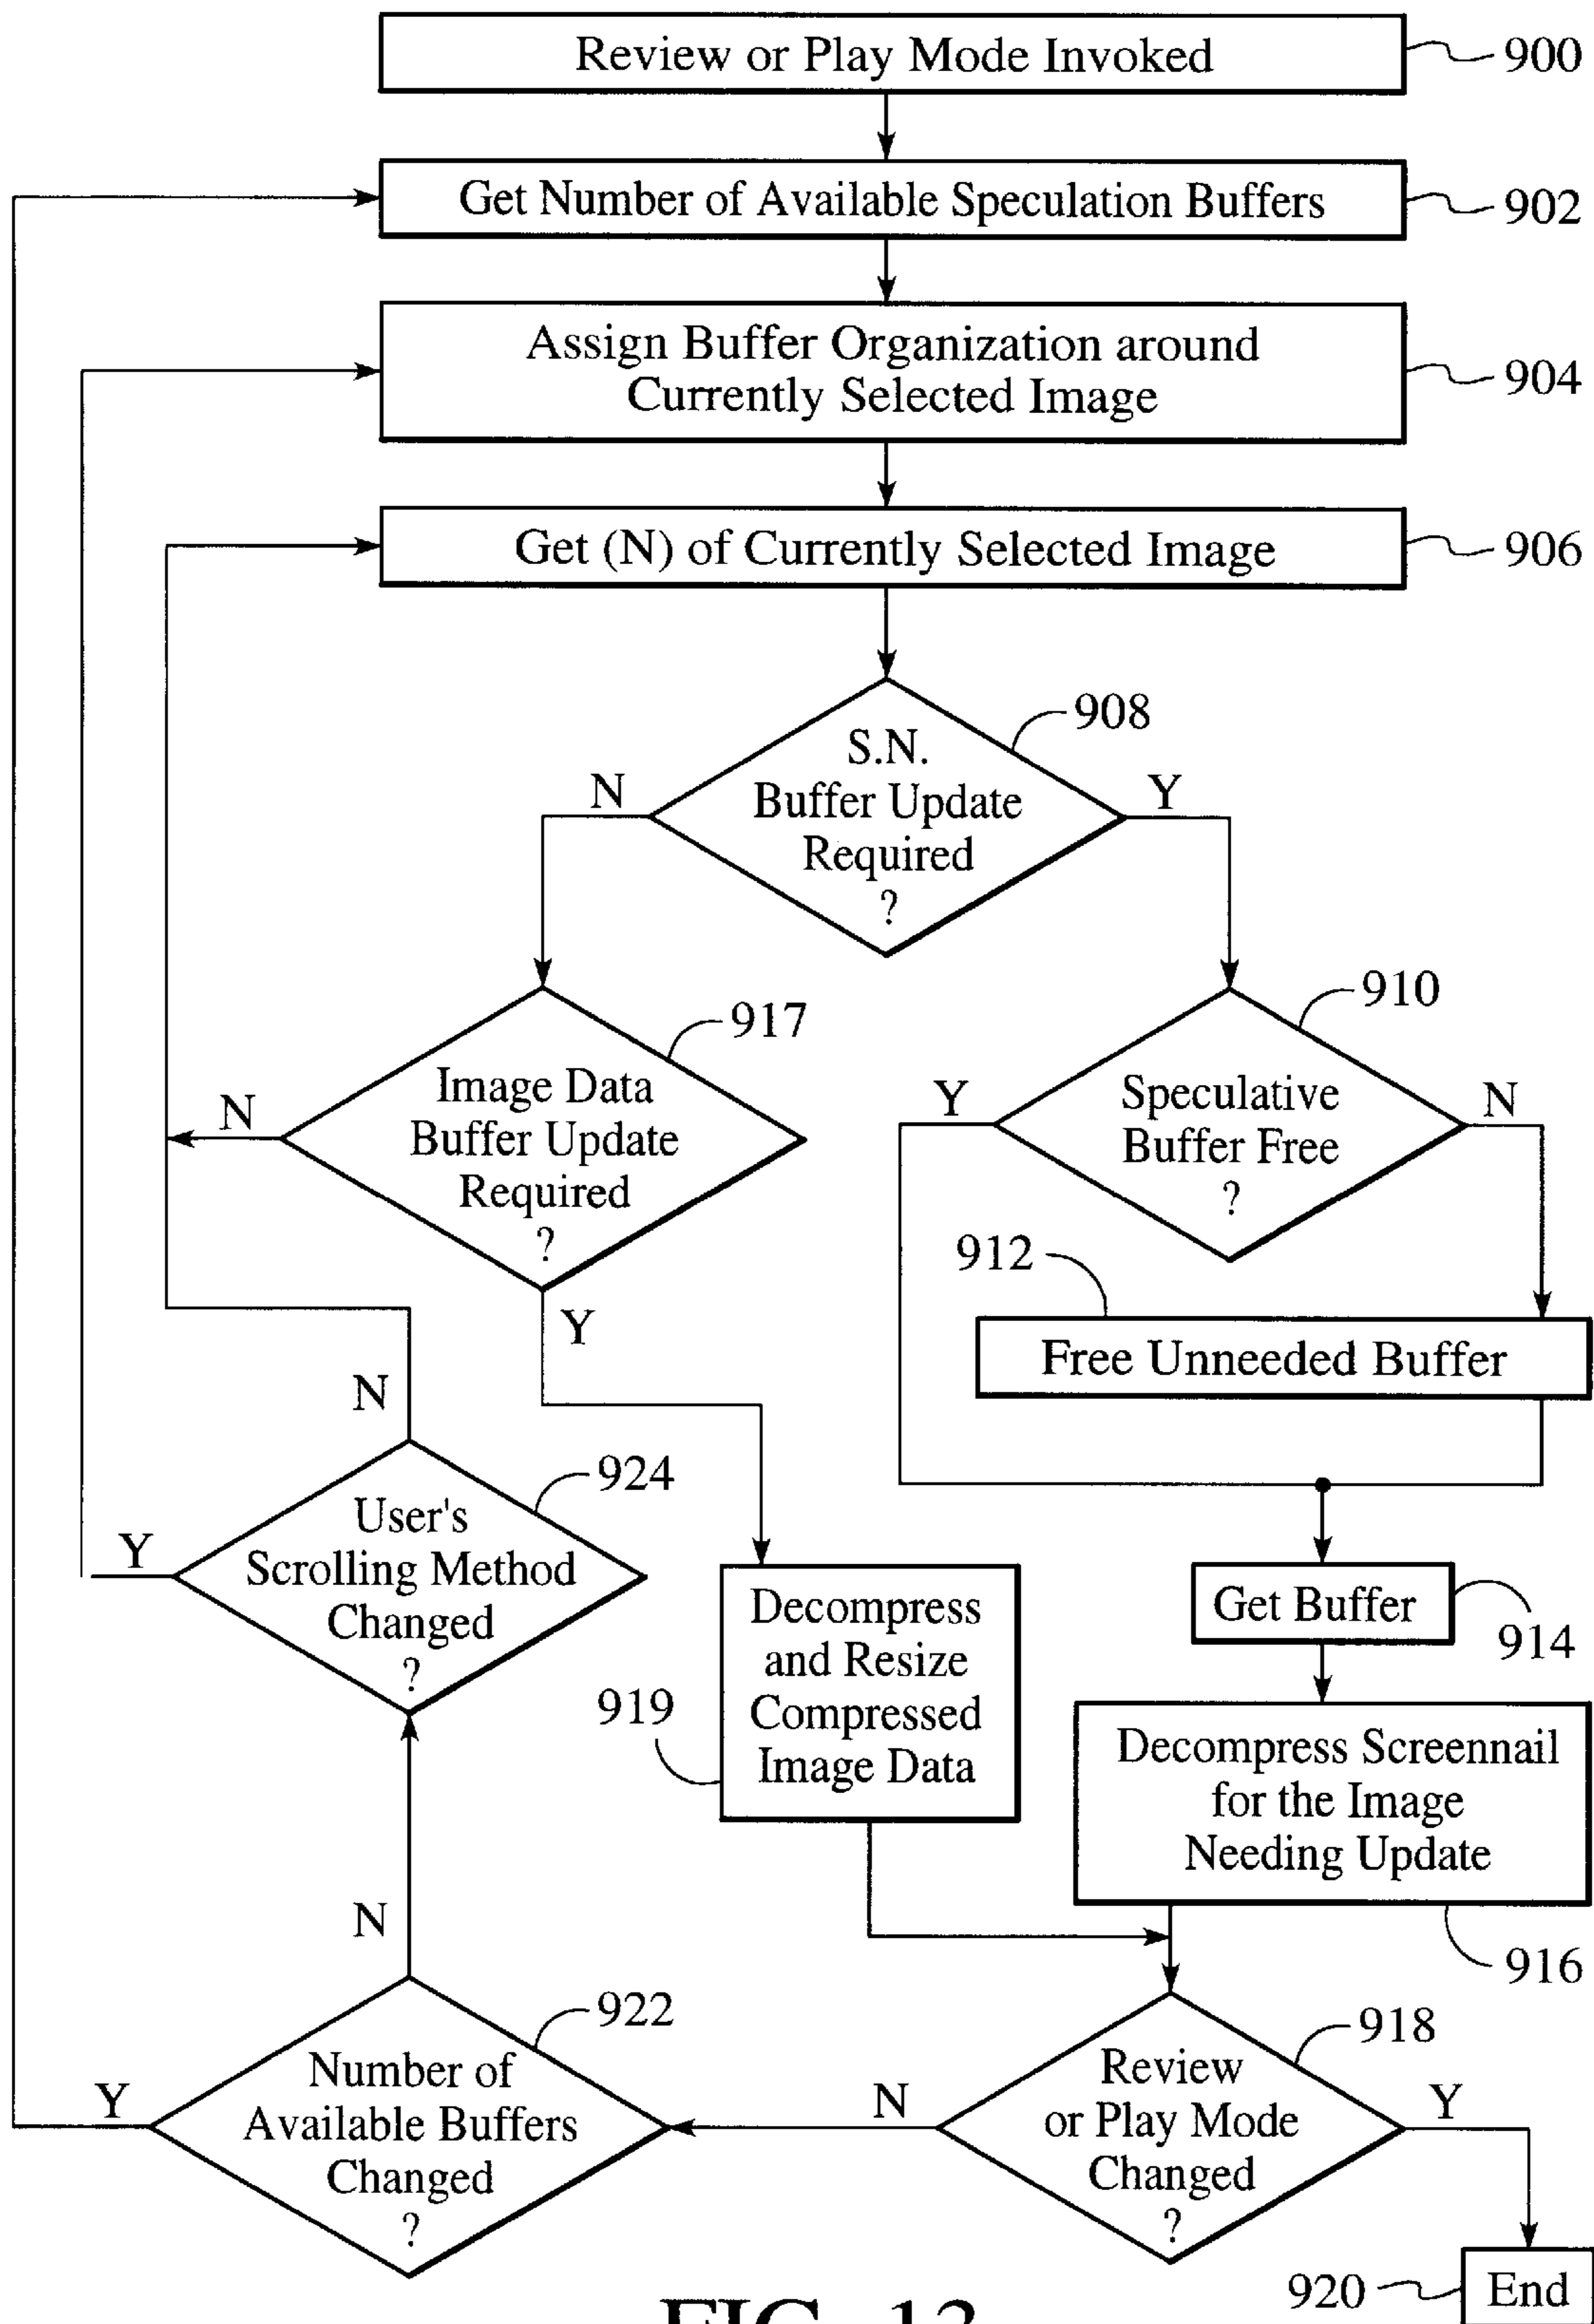 Review or Play Mode Invoked
900
Get Number of Available Speculation Buffers
902
Assign Buffer Organization around
Currently Selected Image
904
Get (N) of Currently Selected Image
906
S.N.
Buffer Update
Required
?
908
N
Y
Image Data
Buffer Update
Required
?
917
N
Y
Speculative
Buffer Free
?
910
Y
N
912
Free Unneeded Buffer
User's
Scrolling Method
Changed
?
924
N
Y
Decompress
and Resize
Compressed
Image Data
919
Get Buffer
914
Decompress Screennail
for the Image
Needing Update
916
Number of
Available Buffers
Changed
?
922
N
Y
Review
or Play Mode
Changed
?
918
N
Y
920
End
FIG. 13